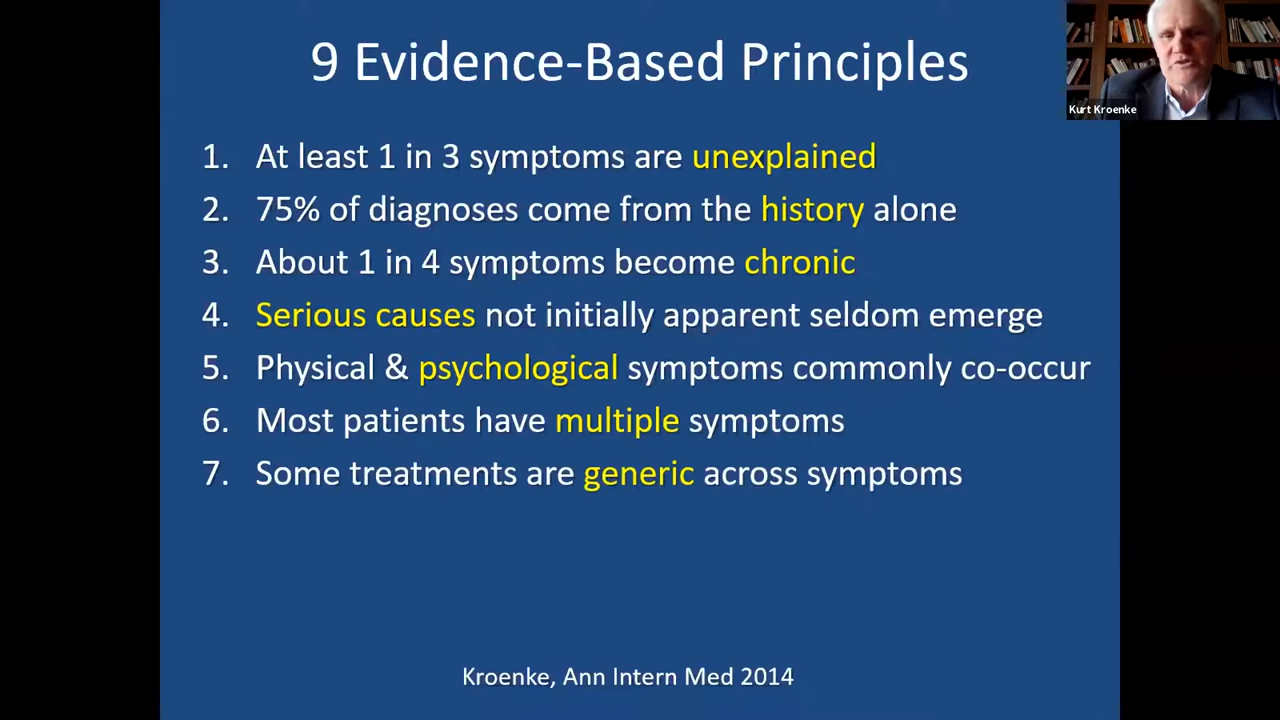 9 Evidence-Based Principles
Kurt Kroenke
1. At least 1 in 3 symptoms are unexplained
2. 75% of diagnoses come from the history alone
3. About 1 in 4 symptoms become chronic
4. Serious causes not initially apparent seldom emerge
5. Physical & psychological symptoms commonly co-occur
6. Most patients have multiple symptoms
7. Some treatments are generic across symptoms
Kroenke, Ann Intern Med 2014